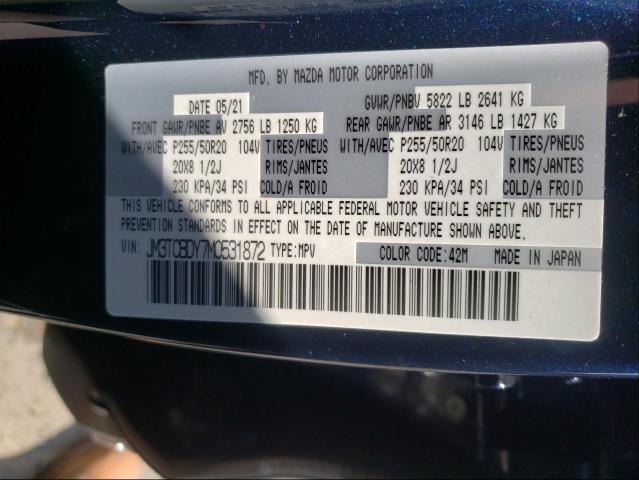 MFD. BY MAZDA MOTOR CORPORATION
DATE 05/21 GVWR/PNBV 5822 LB 2641 KG
FRONT GAWR/PNBE AV 2756 LB 1250 KG REAR GAWR/PNBE AR 3146 LB 1427 KG
WITH/AVEC P255/50R20 104V TIRES/PNEUS WITH/AVEC P255/50R20 104V TIRES/PNEUS
20X8 1/2J RIMS/JANTES 20X8 1/2J RIMS/JANTES
230 KPA/34 PSI COLD/A FROID 230 KPA/34 PSI COLD/A FROID
THIS VEHICLE CONFORMS TO ALL APPLICABLE FEDERAL MOTOR VEHICLE SAFETY AND THEFT
PREVENTION STANDARDS IN EFFECT ON THE DATE OF MANUFACTURE SHOWN ABOVE.
VIN: JM3TCBDY7M0531872 TYPE:MPV COLOR CODE:42M MADE IN JAPAN